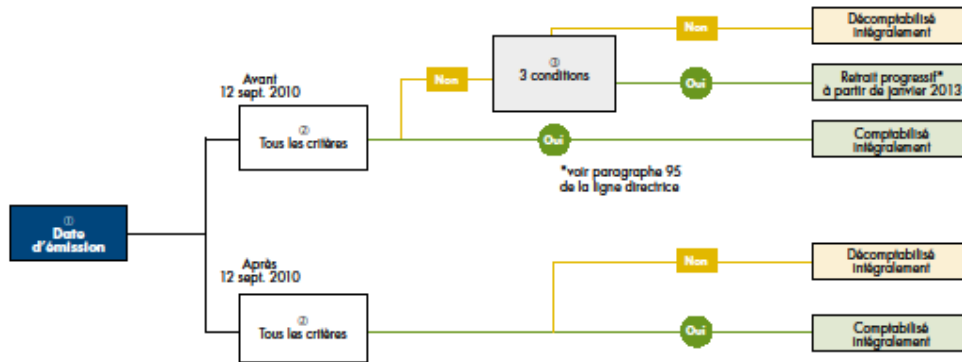 ①
Date
d'émission
Avant
12 sept. 2010
②
Tous les critères
Non
③
3 conditions
Non
Décomptabilisé
intégralement
Oui
Retrait progressif*
à partir de janvier 2013
Oui
Comptabilisé
intégralement
*voir paragraphe 95
de la ligne directrice
Après
12 sept. 2010
②
Tous les critères
Non
Décomptabilisé
intégralement
Oui
Comptabilisé
intégralement